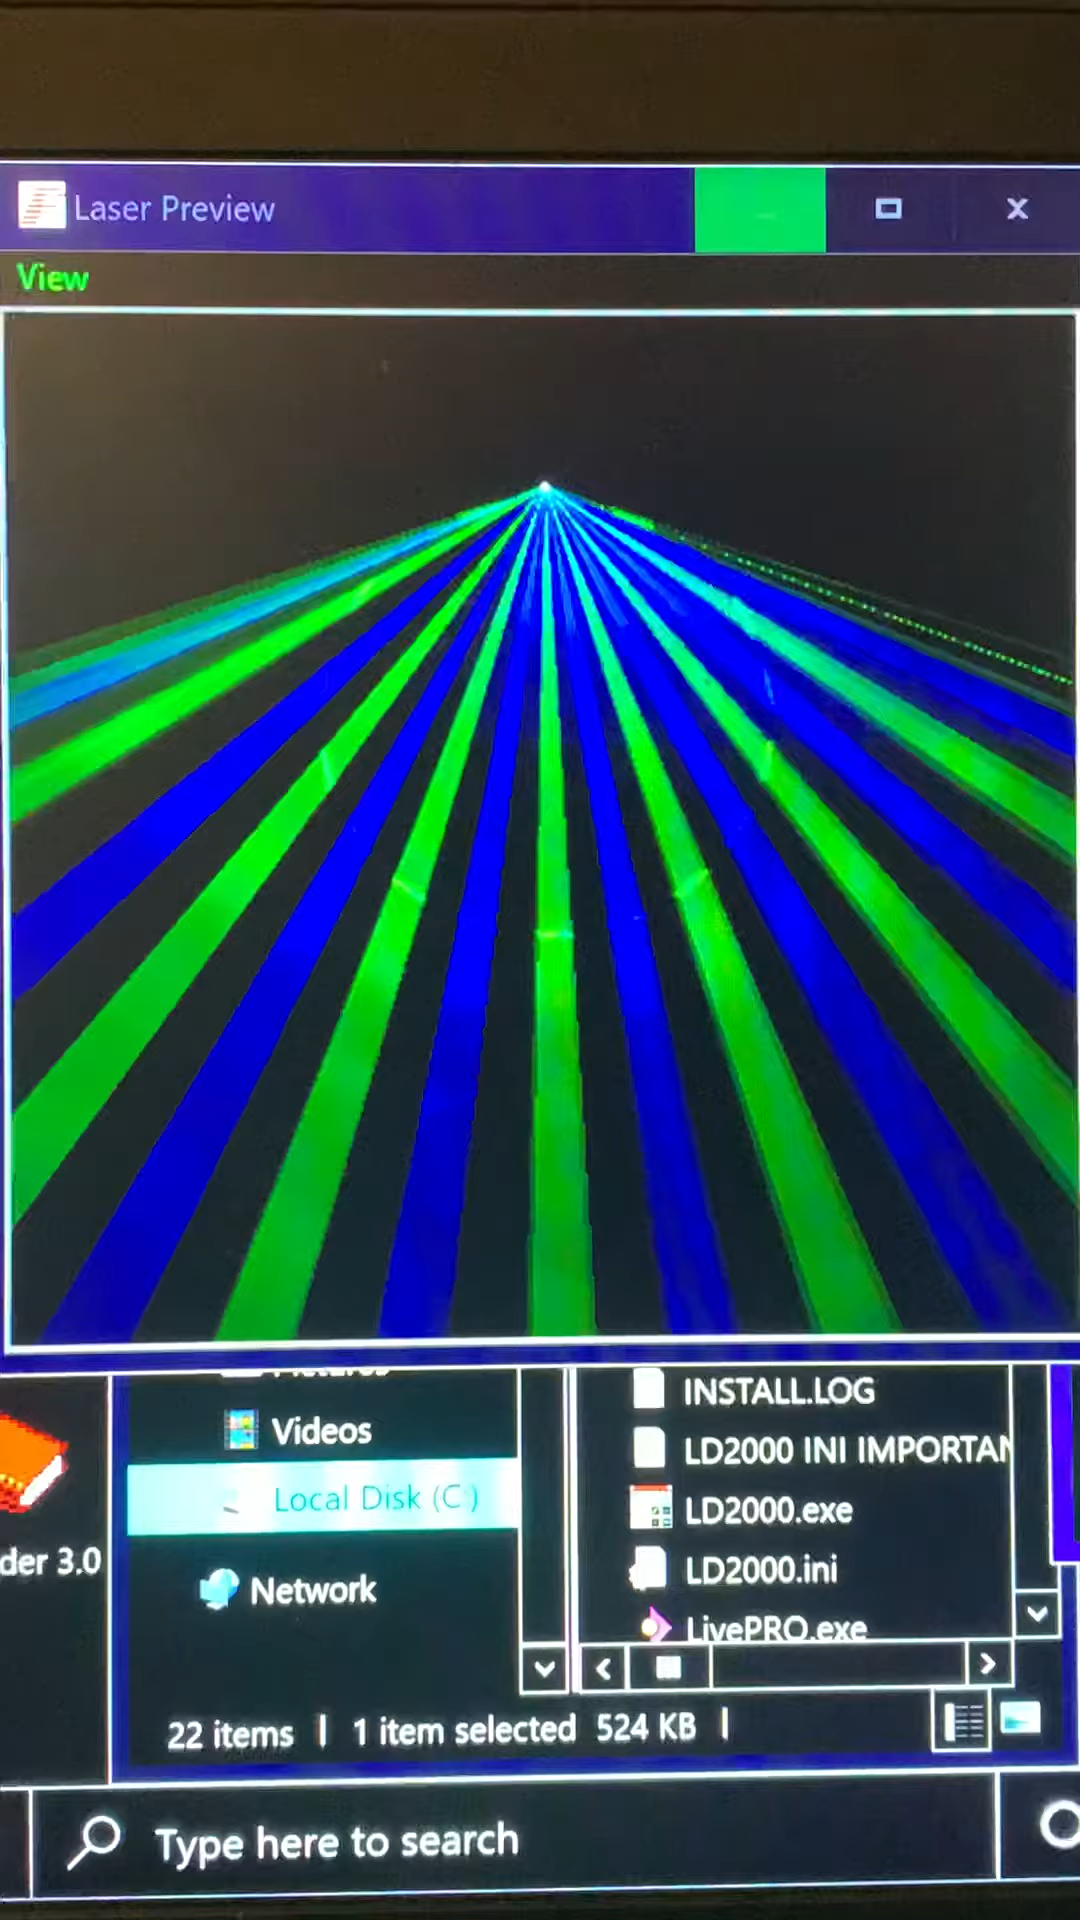 Laser Preview
View
INSTALL.LOG
Videos
LD2000 INI IMPORTAN
Local Disk (C:)
LD2000.exe
der 3.0
LD2000.ini
Network
LivePRO.exe
22 items | 1 item selected 524 KB |
Type here to search